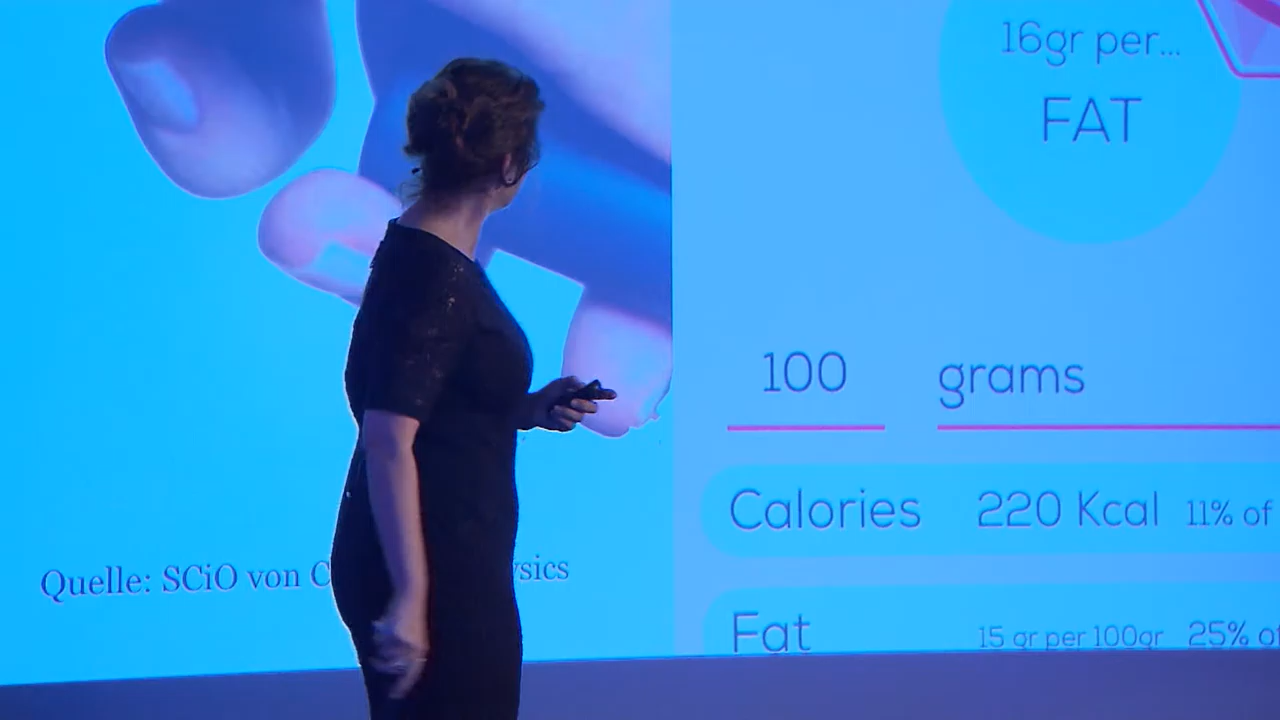 16gr per...
FAT
100 grams
Calories 220 Kcal 11% of
Fat 15 gr per 100gr 25% of
Quelle: SCiO von C